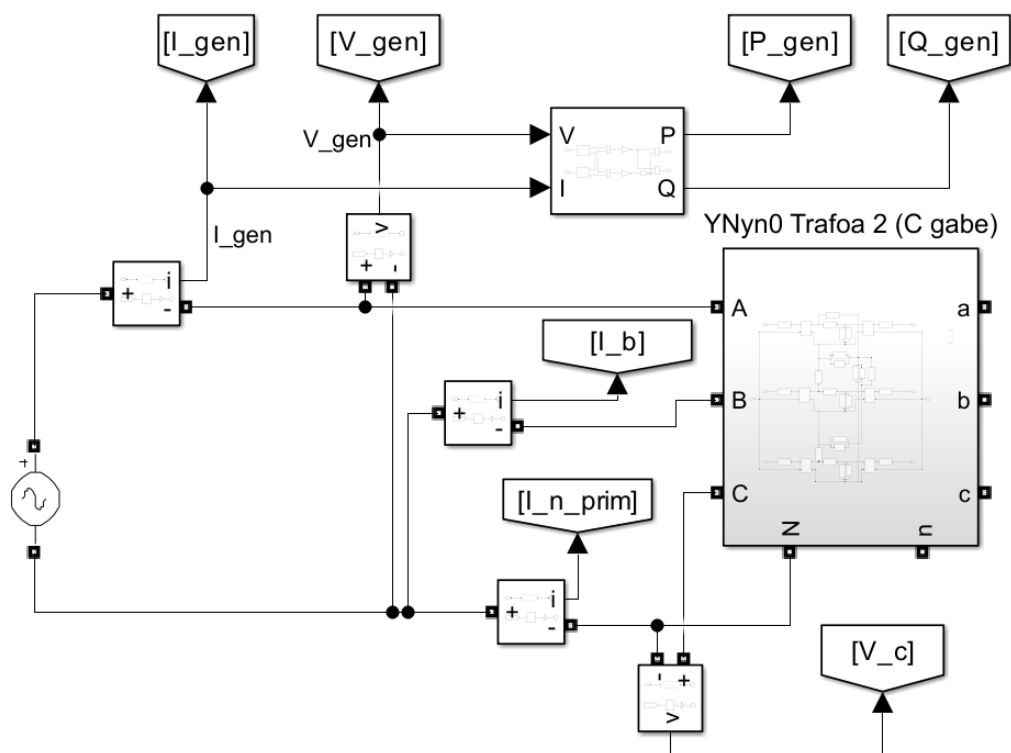 [I_gen]
[V_gen]
[P_gen]
[Q_gen]
V_gen
V
P
I
Q
I_gen
v
+ -
YNyn0 Trafoa 2 (C gabe)
i
+
-
A
a
[I_b]
i
+
-
B
b
+
[I_n_prim]
C
c
N
n
i
+
-
[V_c]
- +
v